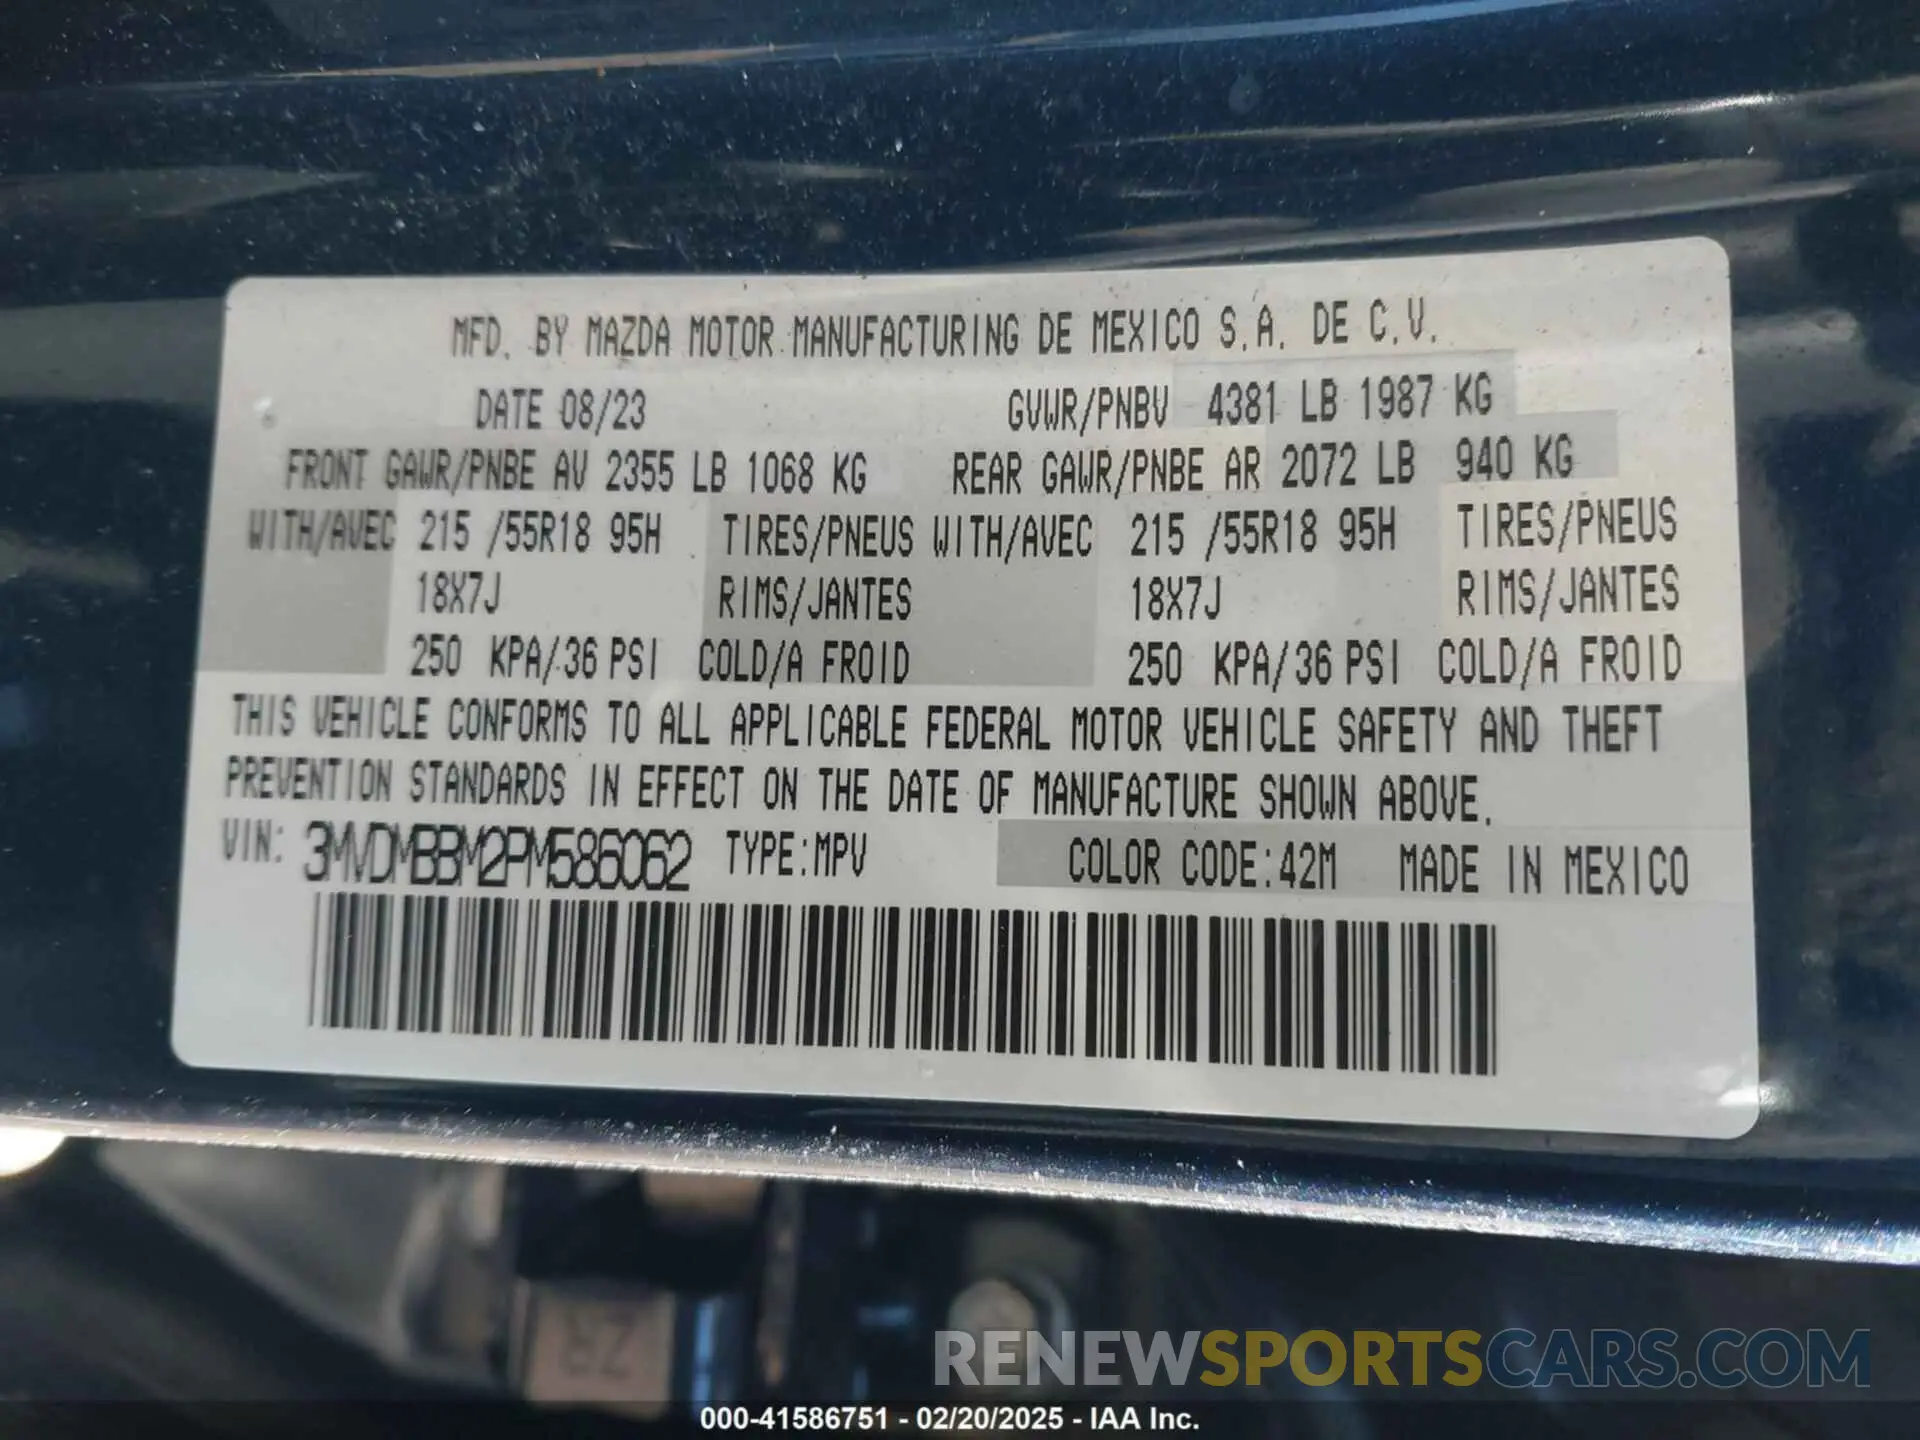 MFD. BY MAZDA MOTOR MANUFACTURING DE MEXICO S.A. DE C.V.
DATE 08/23 GVWR/PNBV 4381 LB 1987 KG
FRONT GAWR/PNBE AV 2355 LB 1068 KG REAR GAWR/PNBE AR 2072 LB 940 KG
WITH/AVEC 215 /55R18 95H TIRES/PNEUS WITH/AVEC 215 /55R18 95H TIRES/PNEUS
18X7J RIMS/JANTES 18X7J RIMS/JANTES
250 KPA/36 PSI COLD/A FROID 250 KPA/36 PSI COLD/A FROID
THIS VEHICLE CONFORMS TO ALL APPLICABLE FEDERAL MOTOR VEHICLE SAFETY AND THEFT
PREVENTION STANDARDS IN EFFECT ON THE DATE OF MANUFACTURE SHOWN ABOVE.
VIN: 3MVDMBBM2PM586062 TYPE:MPV COLOR CODE:42M MADE IN MEXICO
RENEWSPORTSCARS.COM
000-41586751 - 02/20/2025 - IAA Inc.